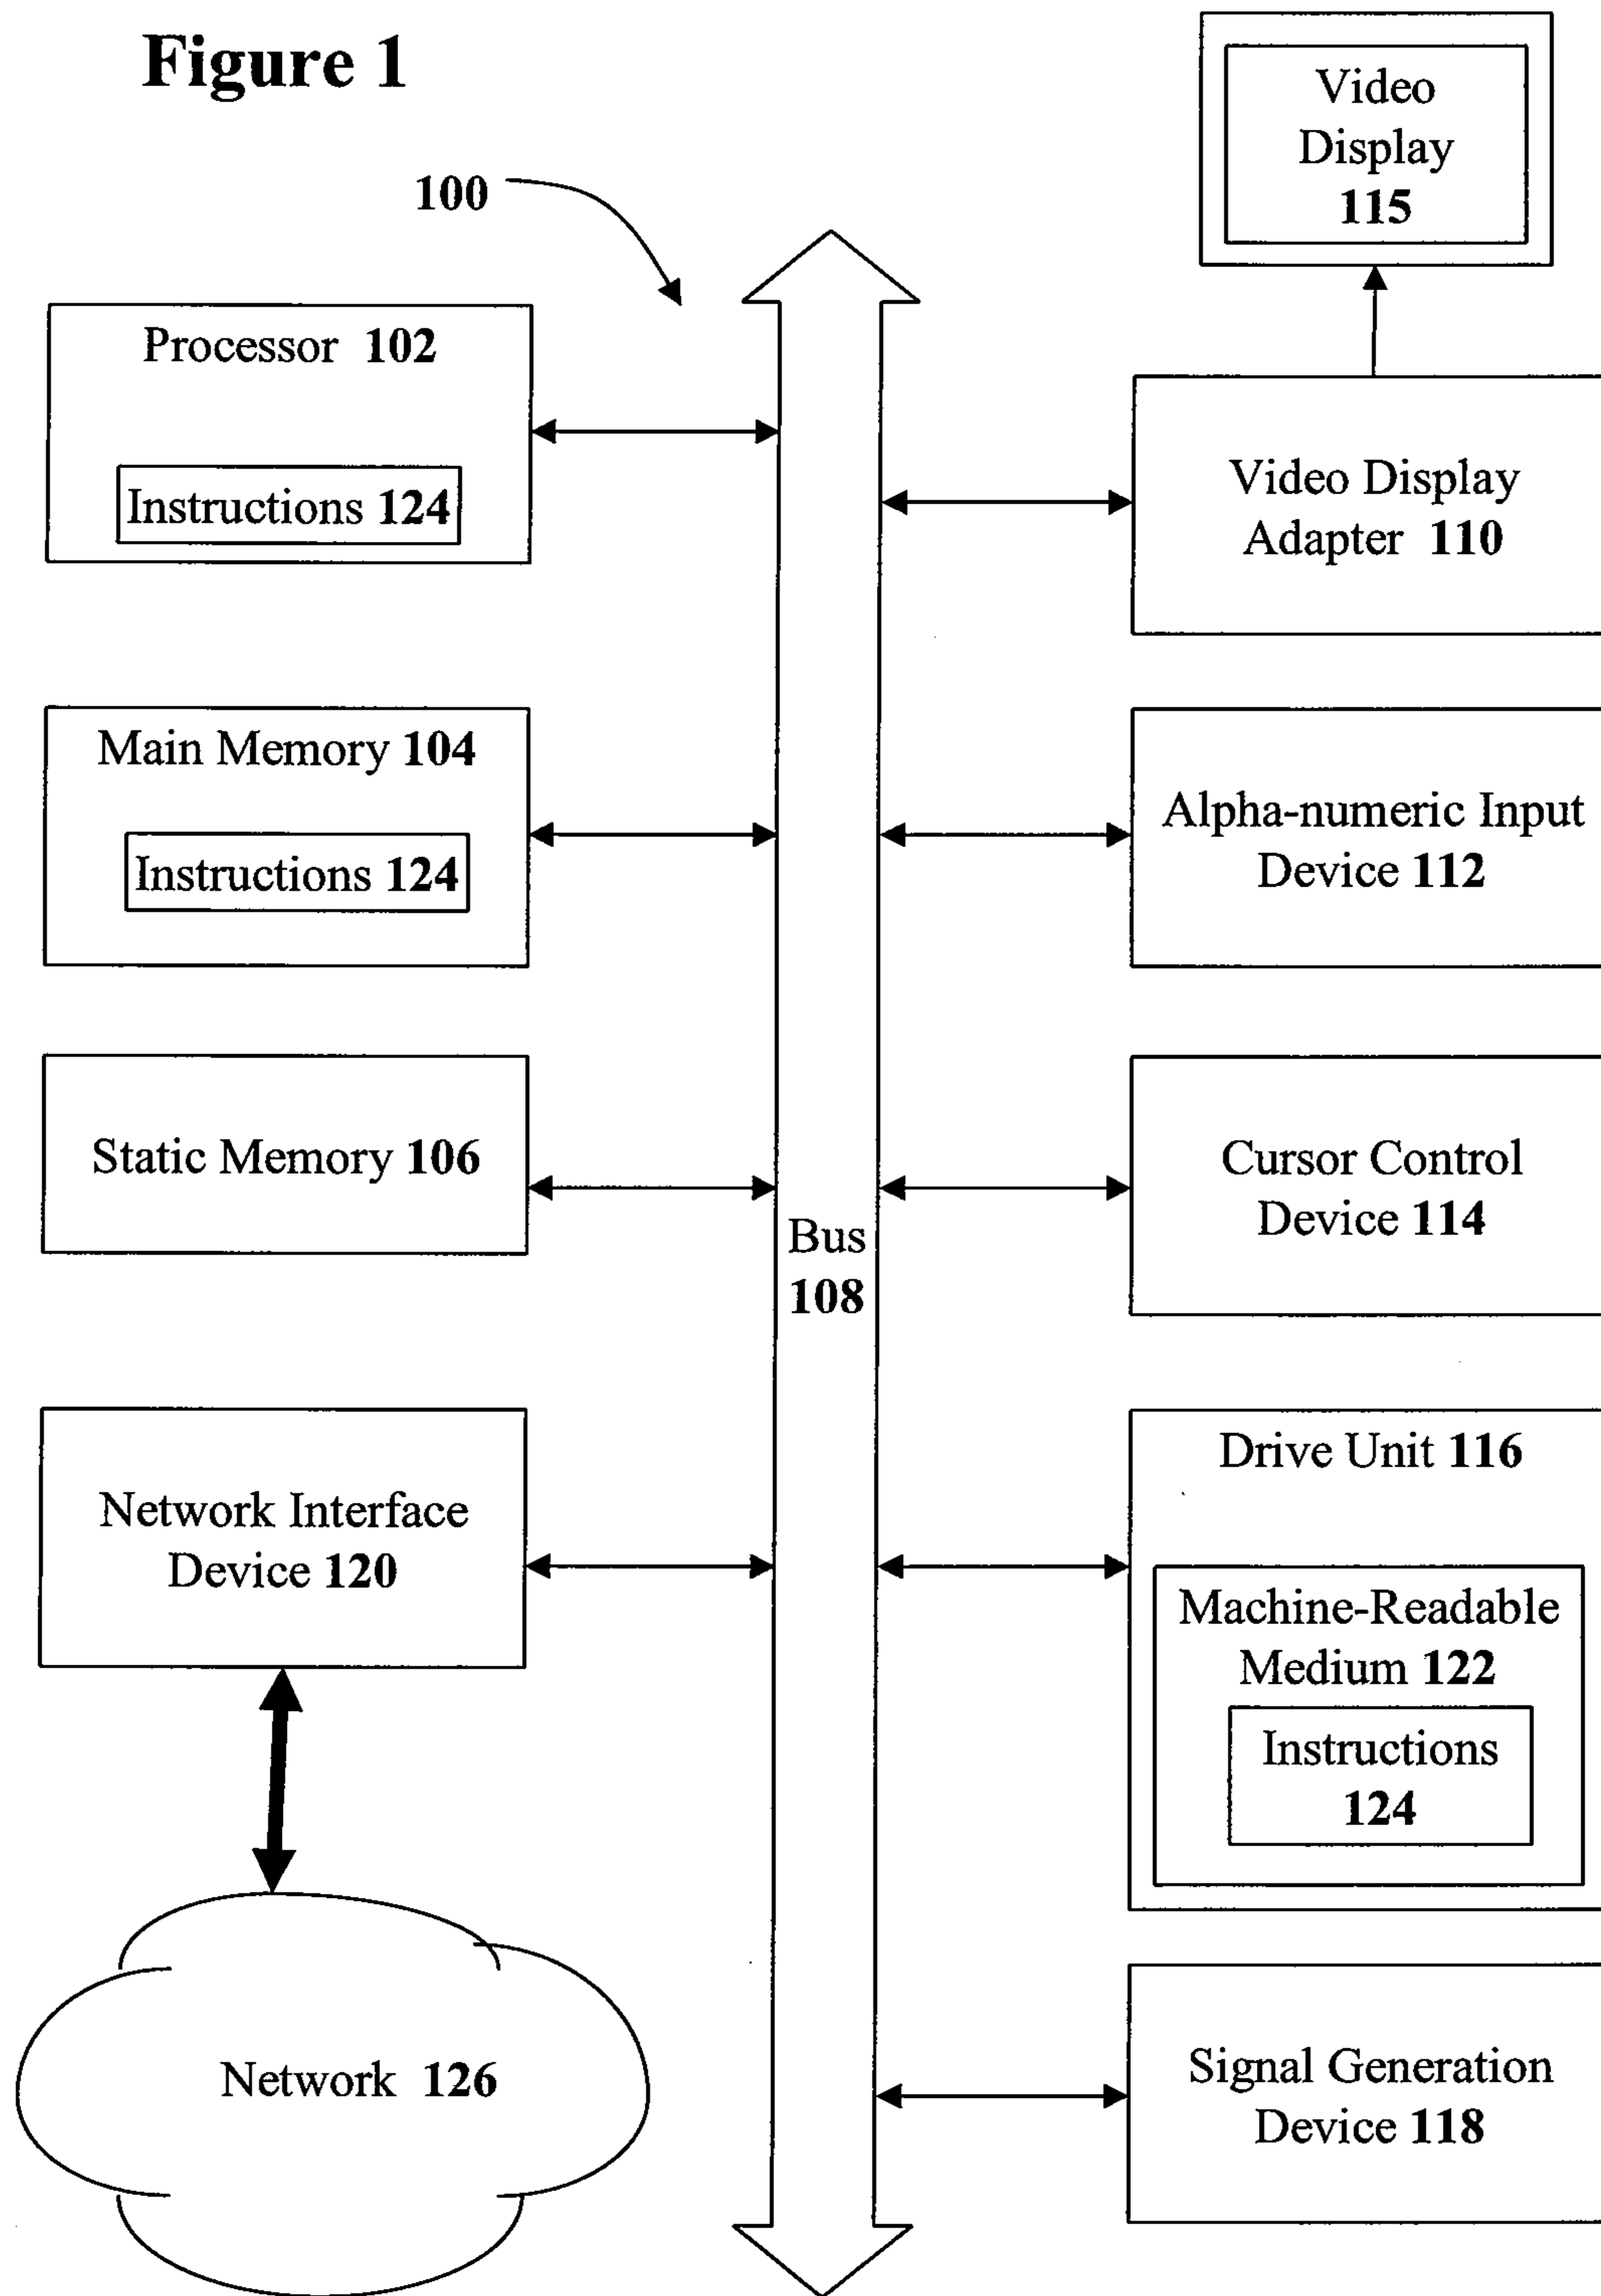 Figure 1
100
Video
Display
115
Processor 102
Instructions 124
Video Display
Adapter 110
Main Memory 104
Instructions 124
Alpha-numeric Input
Device 112
Static Memory 106
Cursor Control
Device 114
Bus
108
Network Interface
Device 120
Drive Unit 116
Machine-Readable
Medium 122
Instructions
124
Network 126
Signal Generation
Device 118